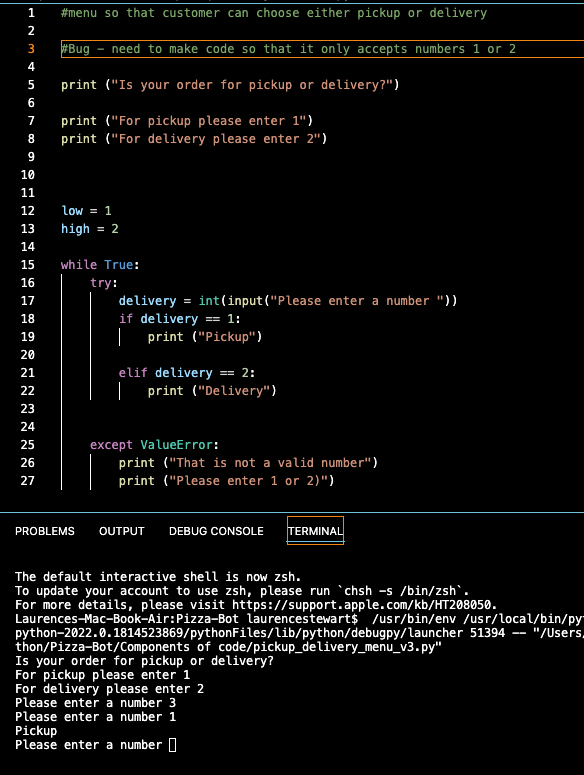 1 #menu so that customer can choose either pickup or delivery
2
3 #Bug - need to make code so that it only accepts numbers 1 or 2
4
5 print ("Is your order for pickup or delivery?")
6
7 print ("For pickup please enter 1")
8 print ("For delivery please enter 2")
9
10
11
12 low = 1
13 high = 2
14
15 while True:
16 try:
17 delivery = int(input("Please enter a number "))
18 if delivery == 1:
19 print ("Pickup")
20
21 elif delivery == 2:
22 print ("Delivery")
23
24
25 except ValueError:
26 print ("That is not a valid number")
27 print ("Please enter 1 or 2)")
PROBLEMS OUTPUT DEBUG CONSOLE TERMINAL
The default interactive shell is now zsh.
To update your account to use zsh, please run `chsh -s /bin/zsh`.
For more details, please visit https://support.apple.com/kb/HT208050.
Laurences-Mac-Book-Air:Pizza-Bot laurencestewart$ /usr/bin/env /usr/local/bin/pyt
python-2022.0.1814523869/pythonFiles/lib/python/debugpy/launcher 51394 -- "/Users/
thon/Pizza-Bot/Components of code/pickup_delivery_menu_v3.py"
Is your order for pickup or delivery?
For pickup please enter 1
For delivery please enter 2
Please enter a number 3
Please enter a number 1
Pickup
Please enter a number